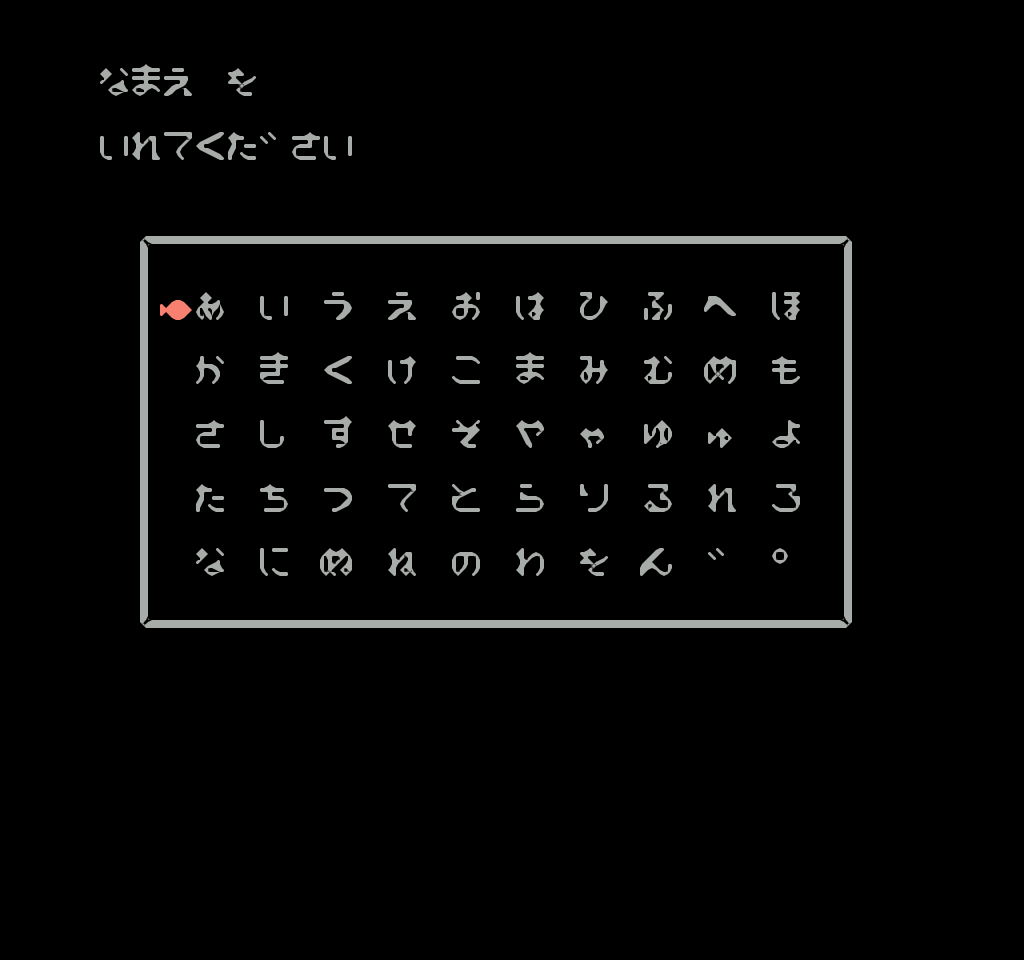 なまえ を
いれてください
あ い う え お は ひ ふ へ ほ
か き く け こ ま み む め も
さ し す せ そ や ゃ ゆ ゅ よ
た ち つ て と ら り る れ ろ
な に ぬ ね の わ を ん ゛ ゜